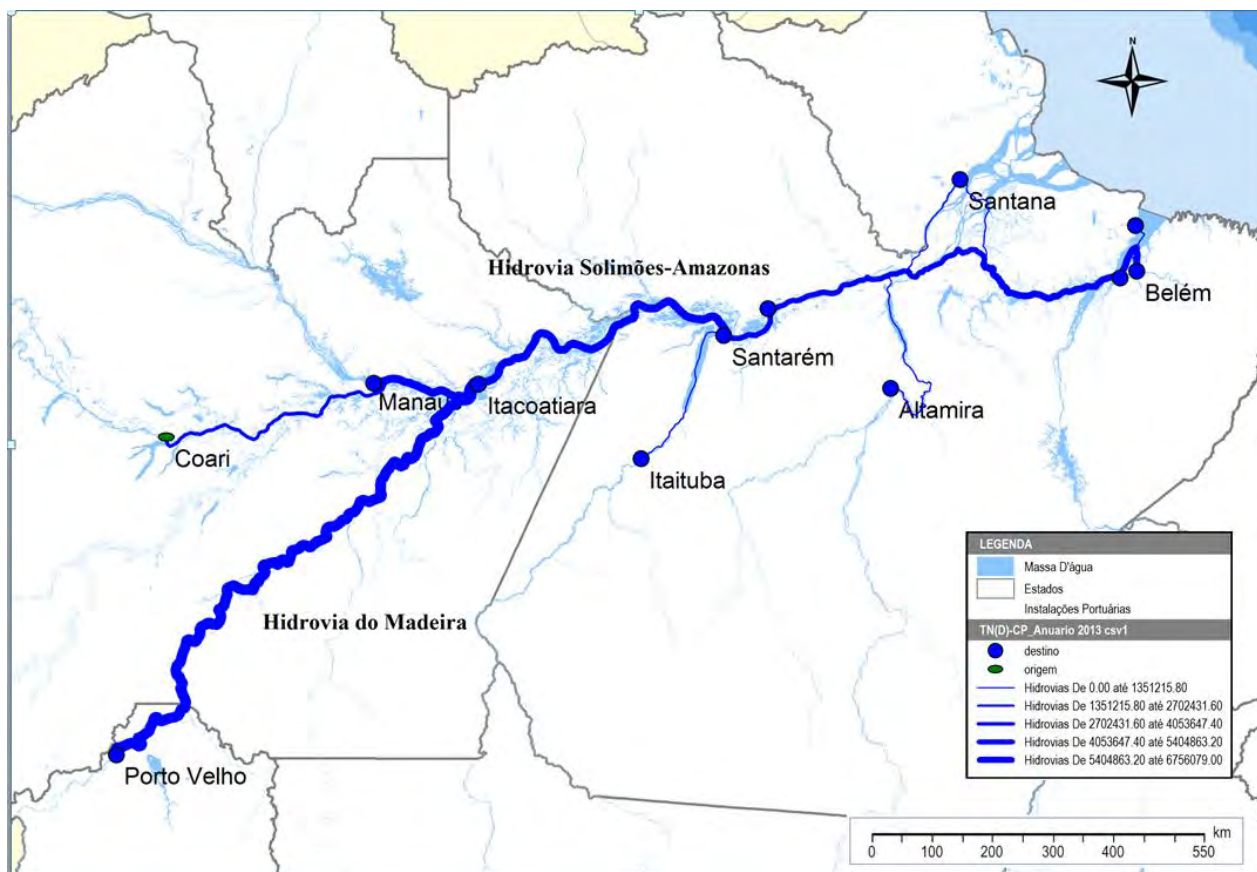 N
Santana
Hidrovia Solimões-Amazonas
Belém
Santarém
Manau
Itacoatiara
Altamira
Coari
Itaituba
Hidrovia do Madeira
Porto Velho
LEGENDA
Massa D'água
Estados
Instalações Portuárias
TN(D)-CP_Anuario 2013 csv1
destino
origem
Hidrovias De 0.00 até 1351215.80
Hidrovias De 1351215.80 até 2702431.60
Hidrovias De 2702431.60 até 4053647.40
Hidrovias De 4053647.40 até 5404863.20
Hidrovias De 5404863.20 até 6756079.00
km
0 100 200 300 400 550